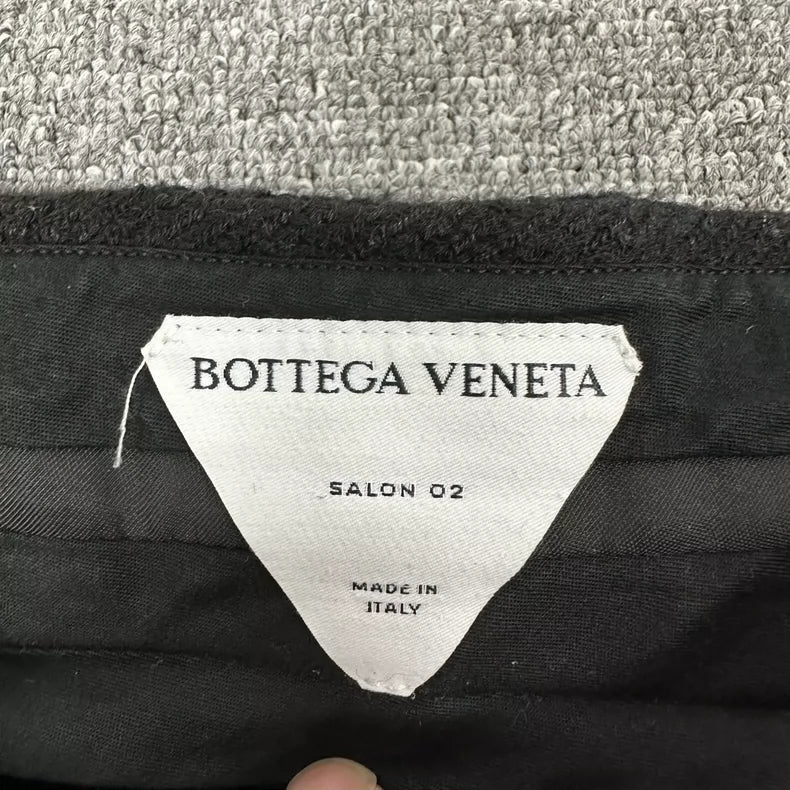 BOTTEGA VENETA
SALON 02
MADE IN
ITALY